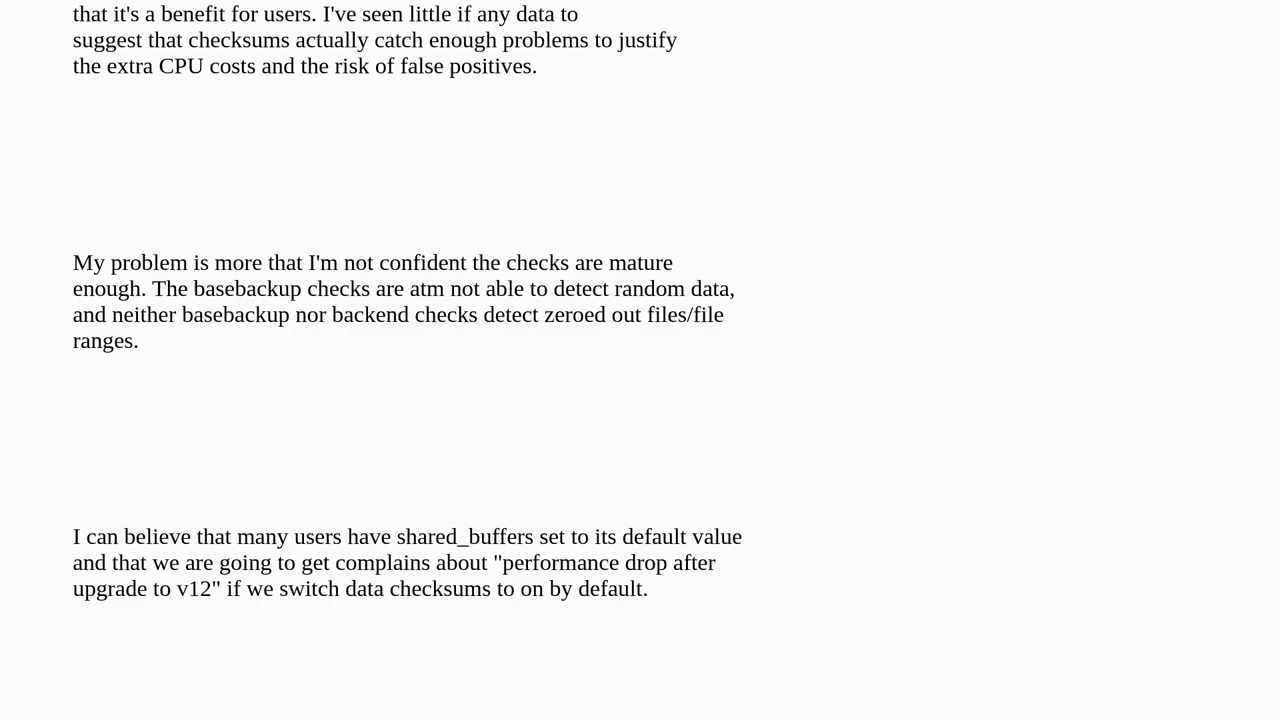 that it's a benefit for users. I've seen little if any data to
suggest that checksums actually catch enough problems to justify
the extra CPU costs and the risk of false positives.
My problem is more that I'm not confident the checks are mature
enough. The basebackup checks are atm not able to detect random data,
and neither basebackup nor backend checks detect zeroed out files/file
ranges.
I can believe that many users have shared_buffers set to its default value
and that we are going to get complains about "performance drop after
upgrade to v12" if we switch data checksums to on by default.